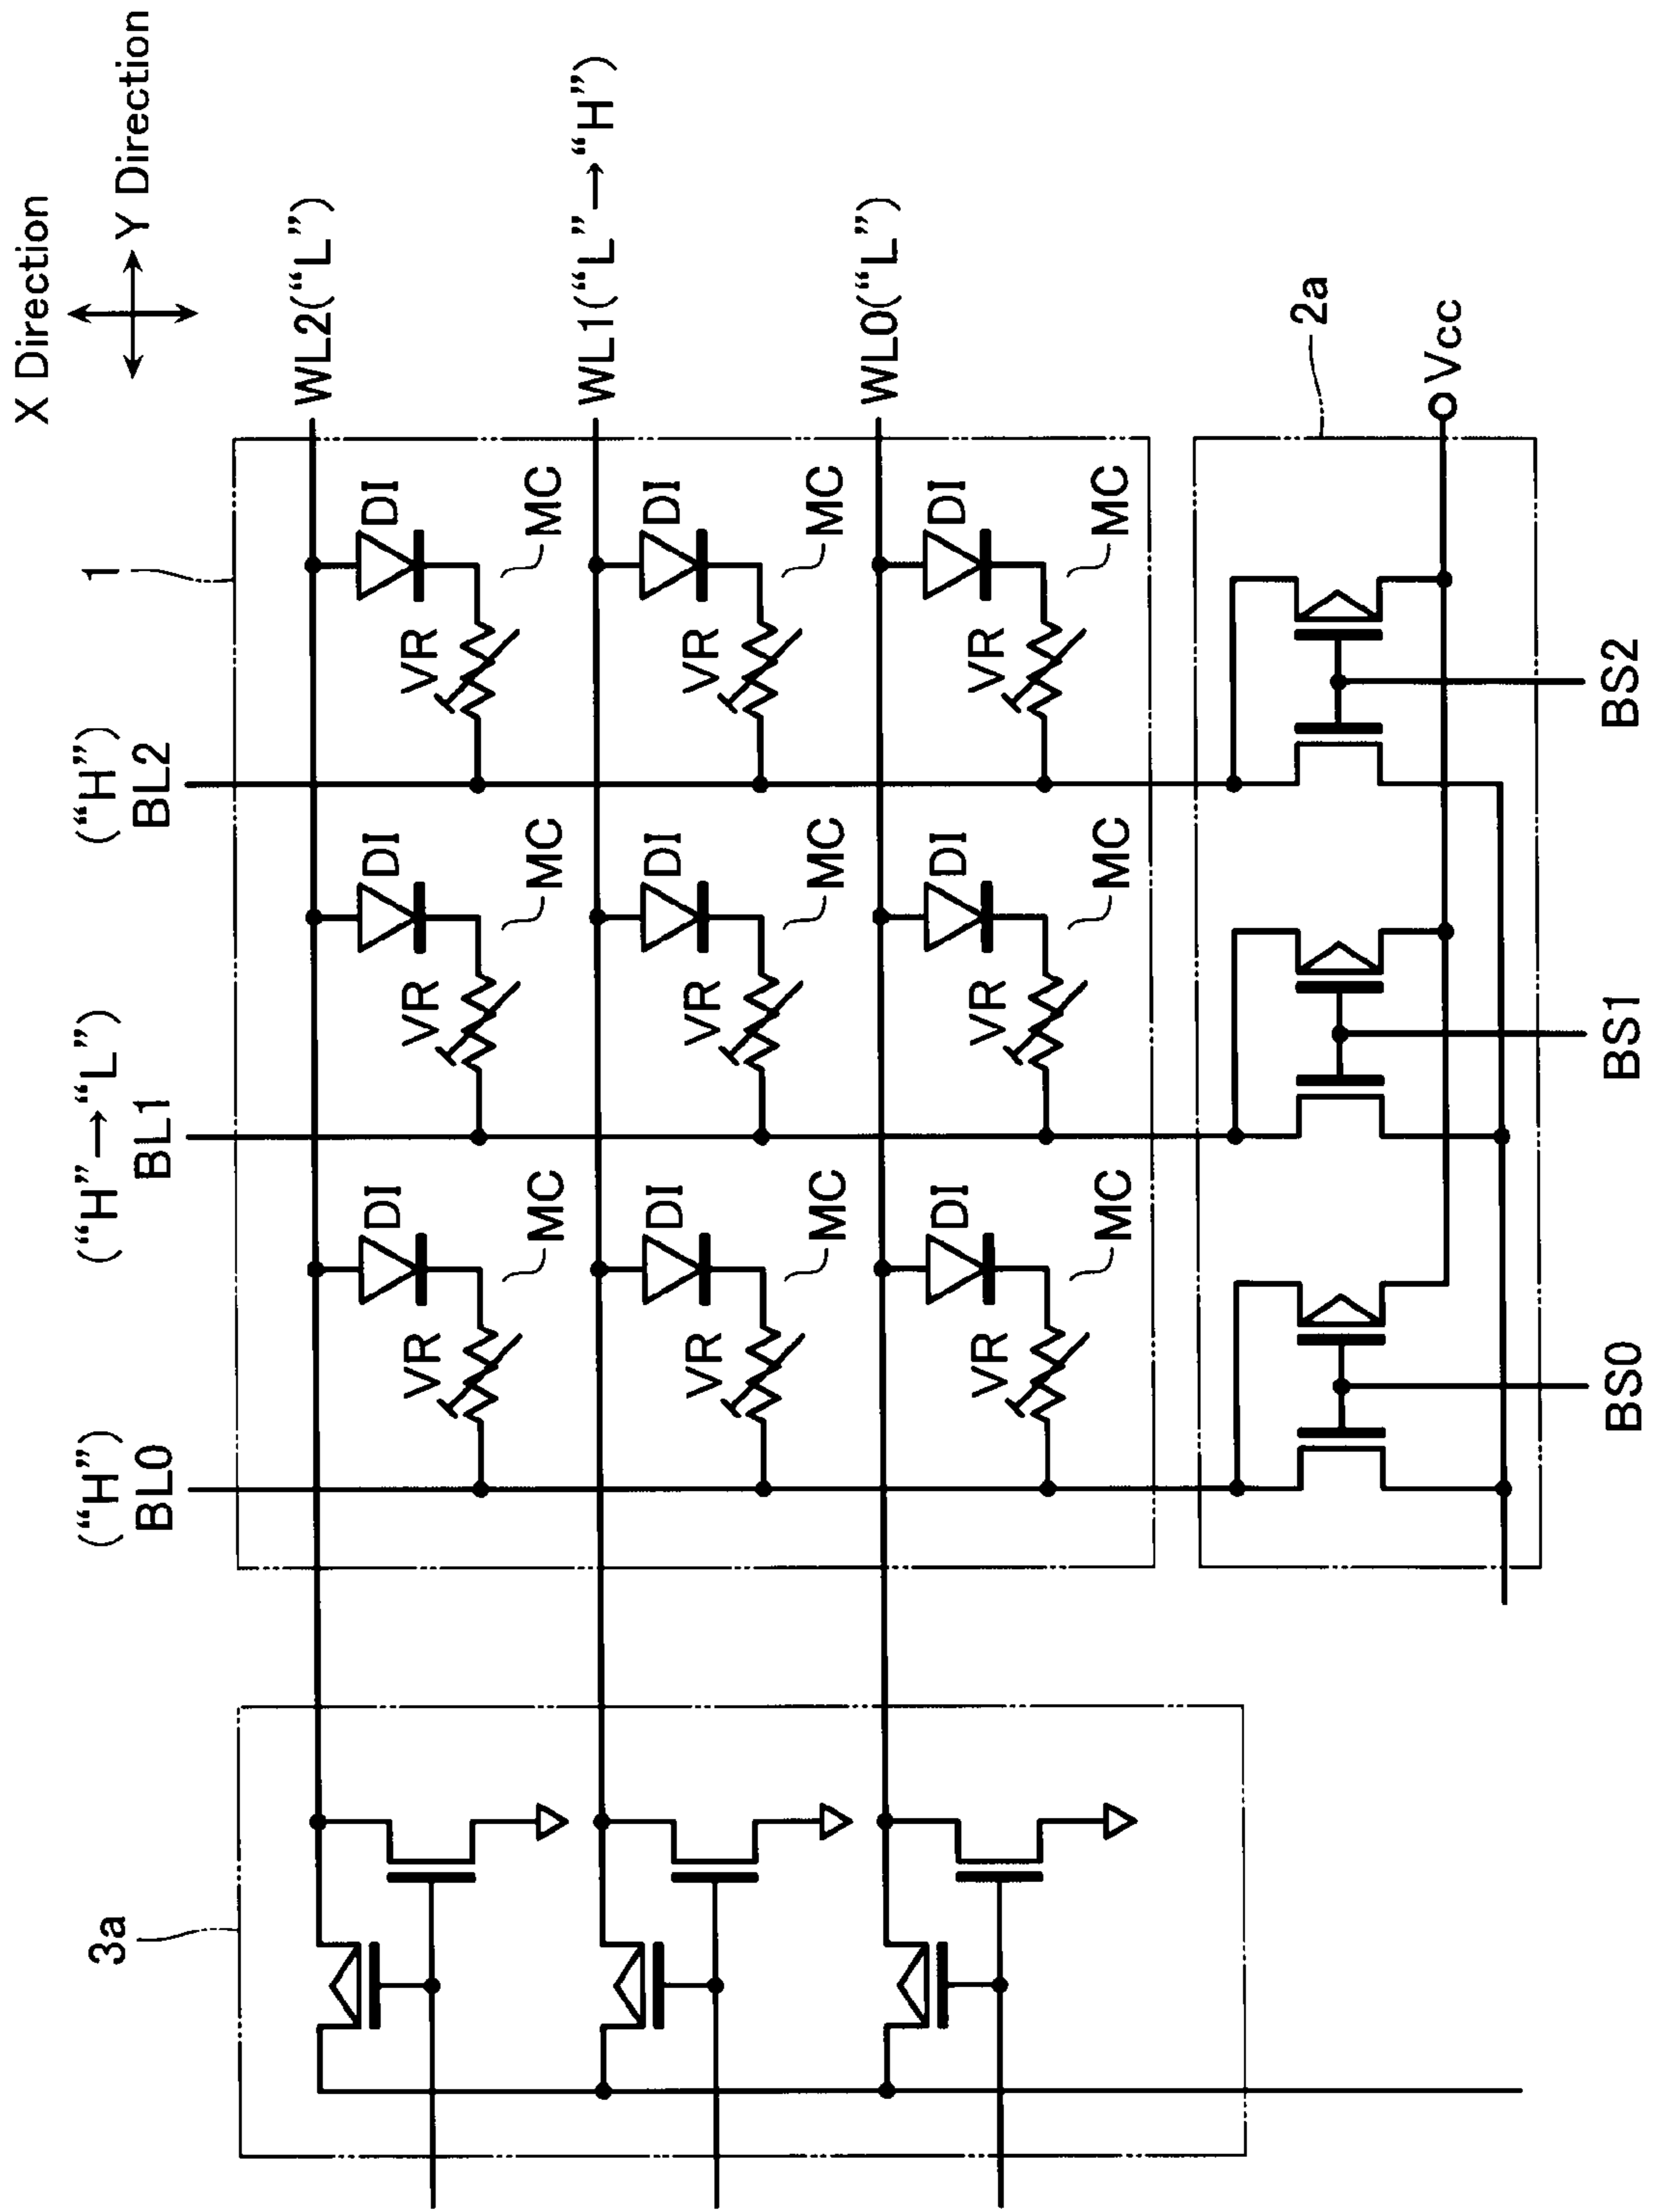 X Direction
Y Direction
WL2(“L”)
WL1(“L”→“H”)
WL0(“L”)
1
(“H”)
BL2
(“H”→“L”)
BL1
(“H”)
BL0
DI
VR
MC
DI
VR
MC
DI
VR
MC
DI
VR
MC
DI
VR
MC
DI
VR
MC
DI
VR
MC
DI
VR
MC
DI
VR
MC
2a
Vcc
BS2
BS1
BS0
3a